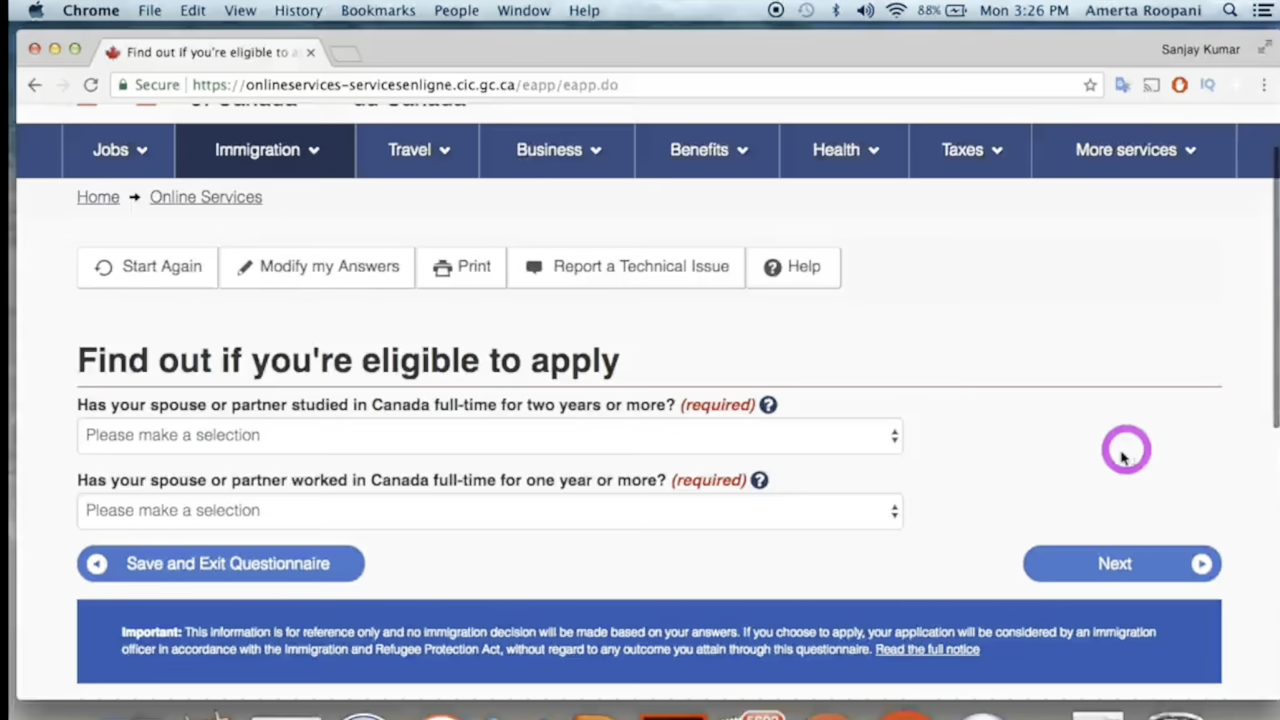 Chrome File Edit View History Bookmarks People Window Help 88% Mon 3:26 PM Amerta Roopani
Find out if you're eligible to a Sanjay Kumar
Secure https://onlineservices-servicesenligne.cic.gc.ca/eapp/eapp.do IQ
of Canada du Canada
Jobs Immigration Travel Business Benefits Health Taxes More services
Home → Online Services
Start Again Modify my Answers Print Report a Technical Issue Help
Find out if you're eligible to apply
Has your spouse or partner studied in Canada full-time for two years or more? (required)
Please make a selection
Has your spouse or partner worked in Canada full-time for one year or more? (required)
Please make a selection
Save and Exit Questionnaire Next
Important: This information is for reference only and no immigration decision will be made based on your answers. If you choose to apply, your application will be considered by an immigration
officer in accordance with the Immigration and Refugee Protection Act, without regard to any outcome you attain through this questionnaire. Read the full notice